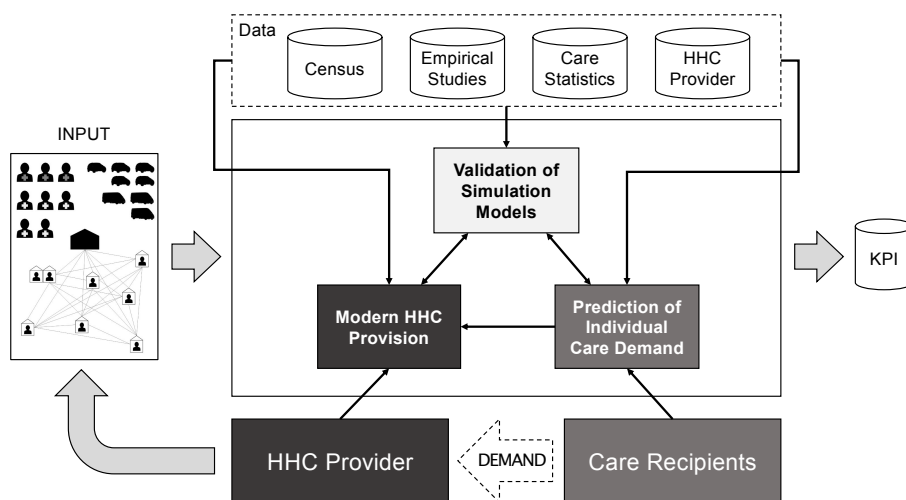 Data
Census
Empirical
Studies
Care
Statistics
HHC
Provider
INPUT
Validation of
Simulation
Models
KPI
Modern HHC
Provision
Prediction of
Individual
Care Demand
HHC Provider
DEMAND
Care Recipients